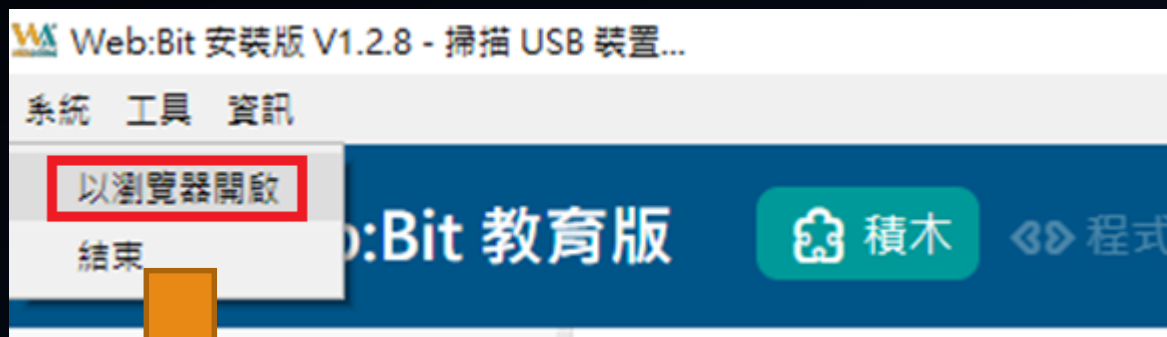 Web:Bit 安裝版 V1.2.8 - 掃描 USB 裝置...
系統 工具 資訊
以瀏覽器開啟
:Bit 教育版 積木 程式
結束